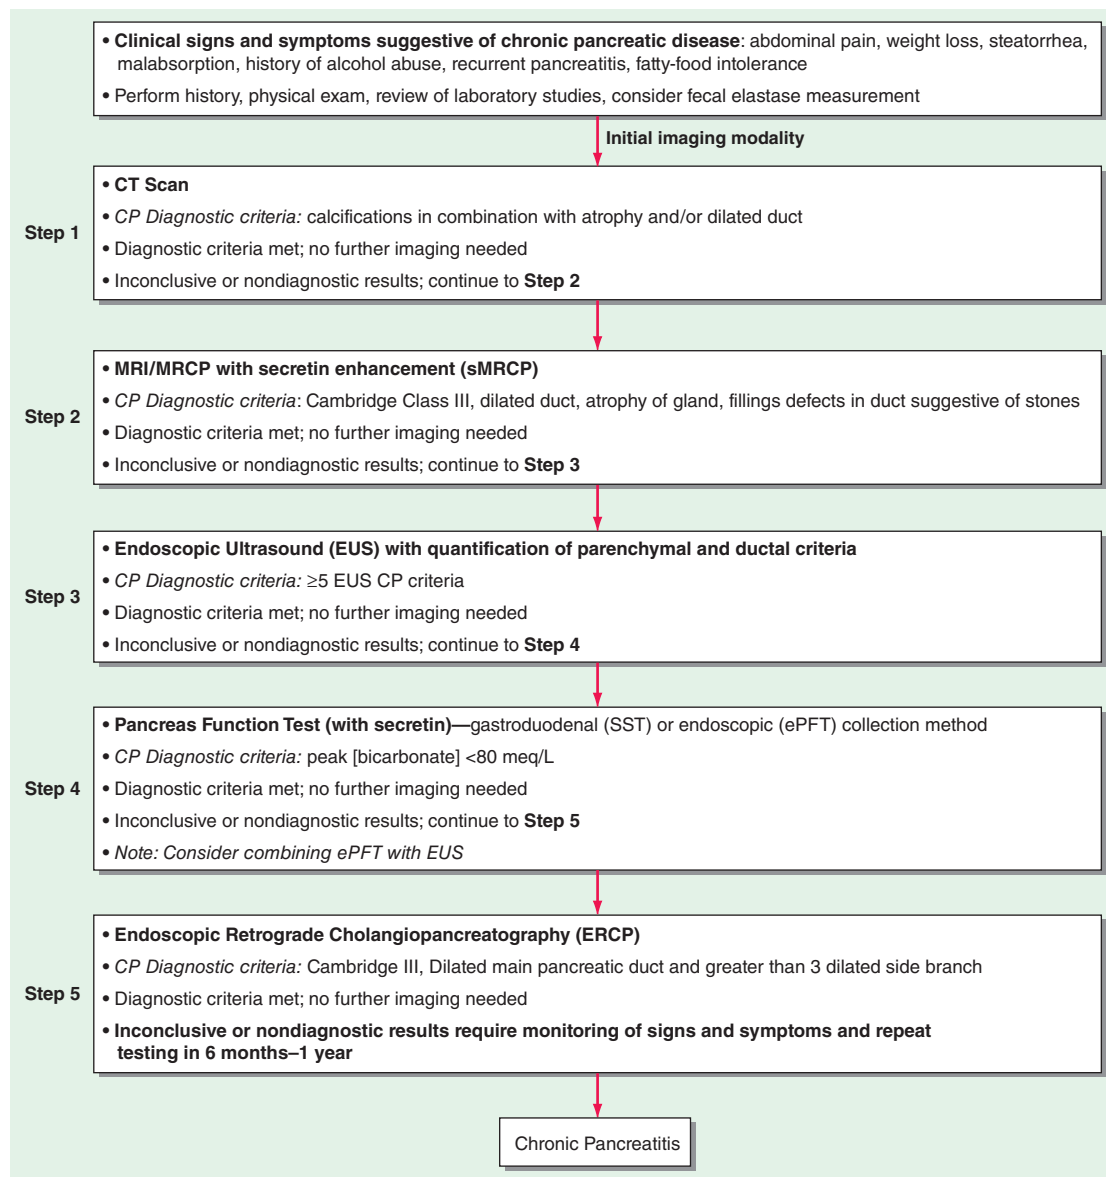 • Clinical signs and symptoms suggestive of chronic pancreatic disease: abdominal pain, weight loss, steatorrhea,
malabsorption, history of alcohol abuse, recurrent pancreatitis, fatty-food intolerance
• Perform history, physical exam, review of laboratory studies, consider fecal elastase measurement
Initial imaging modality
Step 1
• CT Scan
• CP Diagnostic criteria: calcifications in combination with atrophy and/or dilated duct
• Diagnostic criteria met; no further imaging needed
• Inconclusive or nondiagnostic results; continue to Step 2
Step 2
• MRI/MRCP with secretin enhancement (sMRCP)
• CP Diagnostic criteria: Cambridge Class III, dilated duct, atrophy of gland, fillings defects in duct suggestive of stones
• Diagnostic criteria met; no further imaging needed
• Inconclusive or nondiagnostic results; continue to Step 3
Step 3
• Endoscopic Ultrasound (EUS) with quantification of parenchymal and ductal criteria
• CP Diagnostic criteria: ≥5 EUS CP criteria
• Diagnostic criteria met; no further imaging needed
• Inconclusive or nondiagnostic results; continue to Step 4
Step 4
• Pancreas Function Test (with secretin)—gastroduodenal (SST) or endoscopic (ePFT) collection method
• CP Diagnostic criteria: peak [bicarbonate] <80 meq/L
• Diagnostic criteria met; no further imaging needed
• Inconclusive or nondiagnostic results; continue to Step 5
• Note: Consider combining ePFT with EUS
Step 5
• Endoscopic Retrograde Cholangiopancreatography (ERCP)
• CP Diagnostic criteria: Cambridge III, Dilated main pancreatic duct and greater than 3 dilated side branch
• Diagnostic criteria met; no further imaging needed
• Inconclusive or nondiagnostic results require monitoring of signs and symptoms and repeat
testing in 6 months–1 year
Chronic Pancreatitis